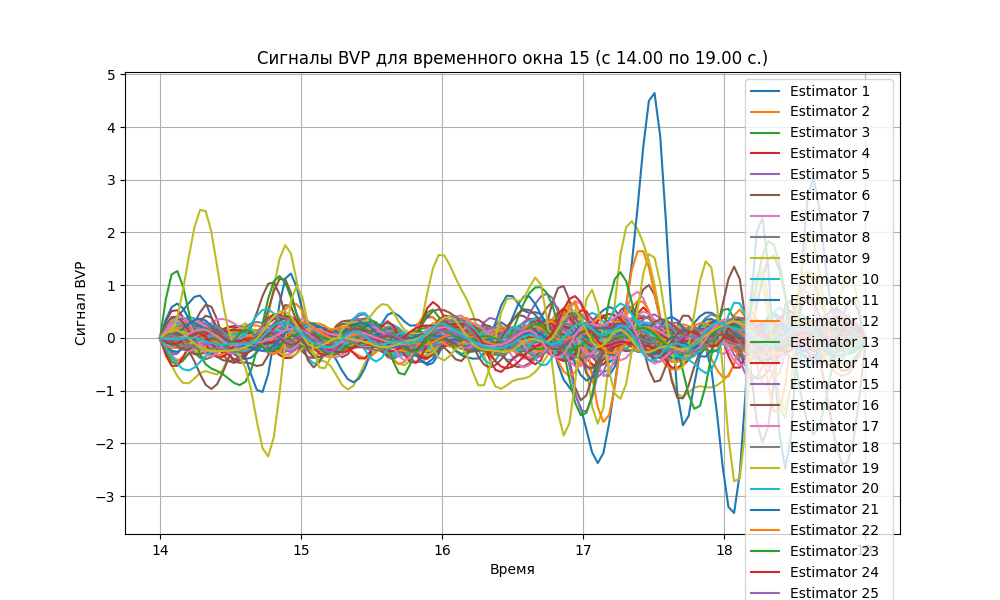 Сигналы BVP для временного окна 15 (с 14.00 по 19.00 с.)
Сигнал BVP
5
4
3
2
1
0
−1
−2
−3
14
15
16
17
18
19
Время
Estimator 1
Estimator 2
Estimator 3
Estimator 4
Estimator 5
Estimator 6
Estimator 7
Estimator 8
Estimator 9
Estimator 10
Estimator 11
Estimator 12
Estimator 13
Estimator 14
Estimator 15
Estimator 16
Estimator 17
Estimator 18
Estimator 19
Estimator 20
Estimator 21
Estimator 22
Estimator 23
Estimator 24
Estimator 25